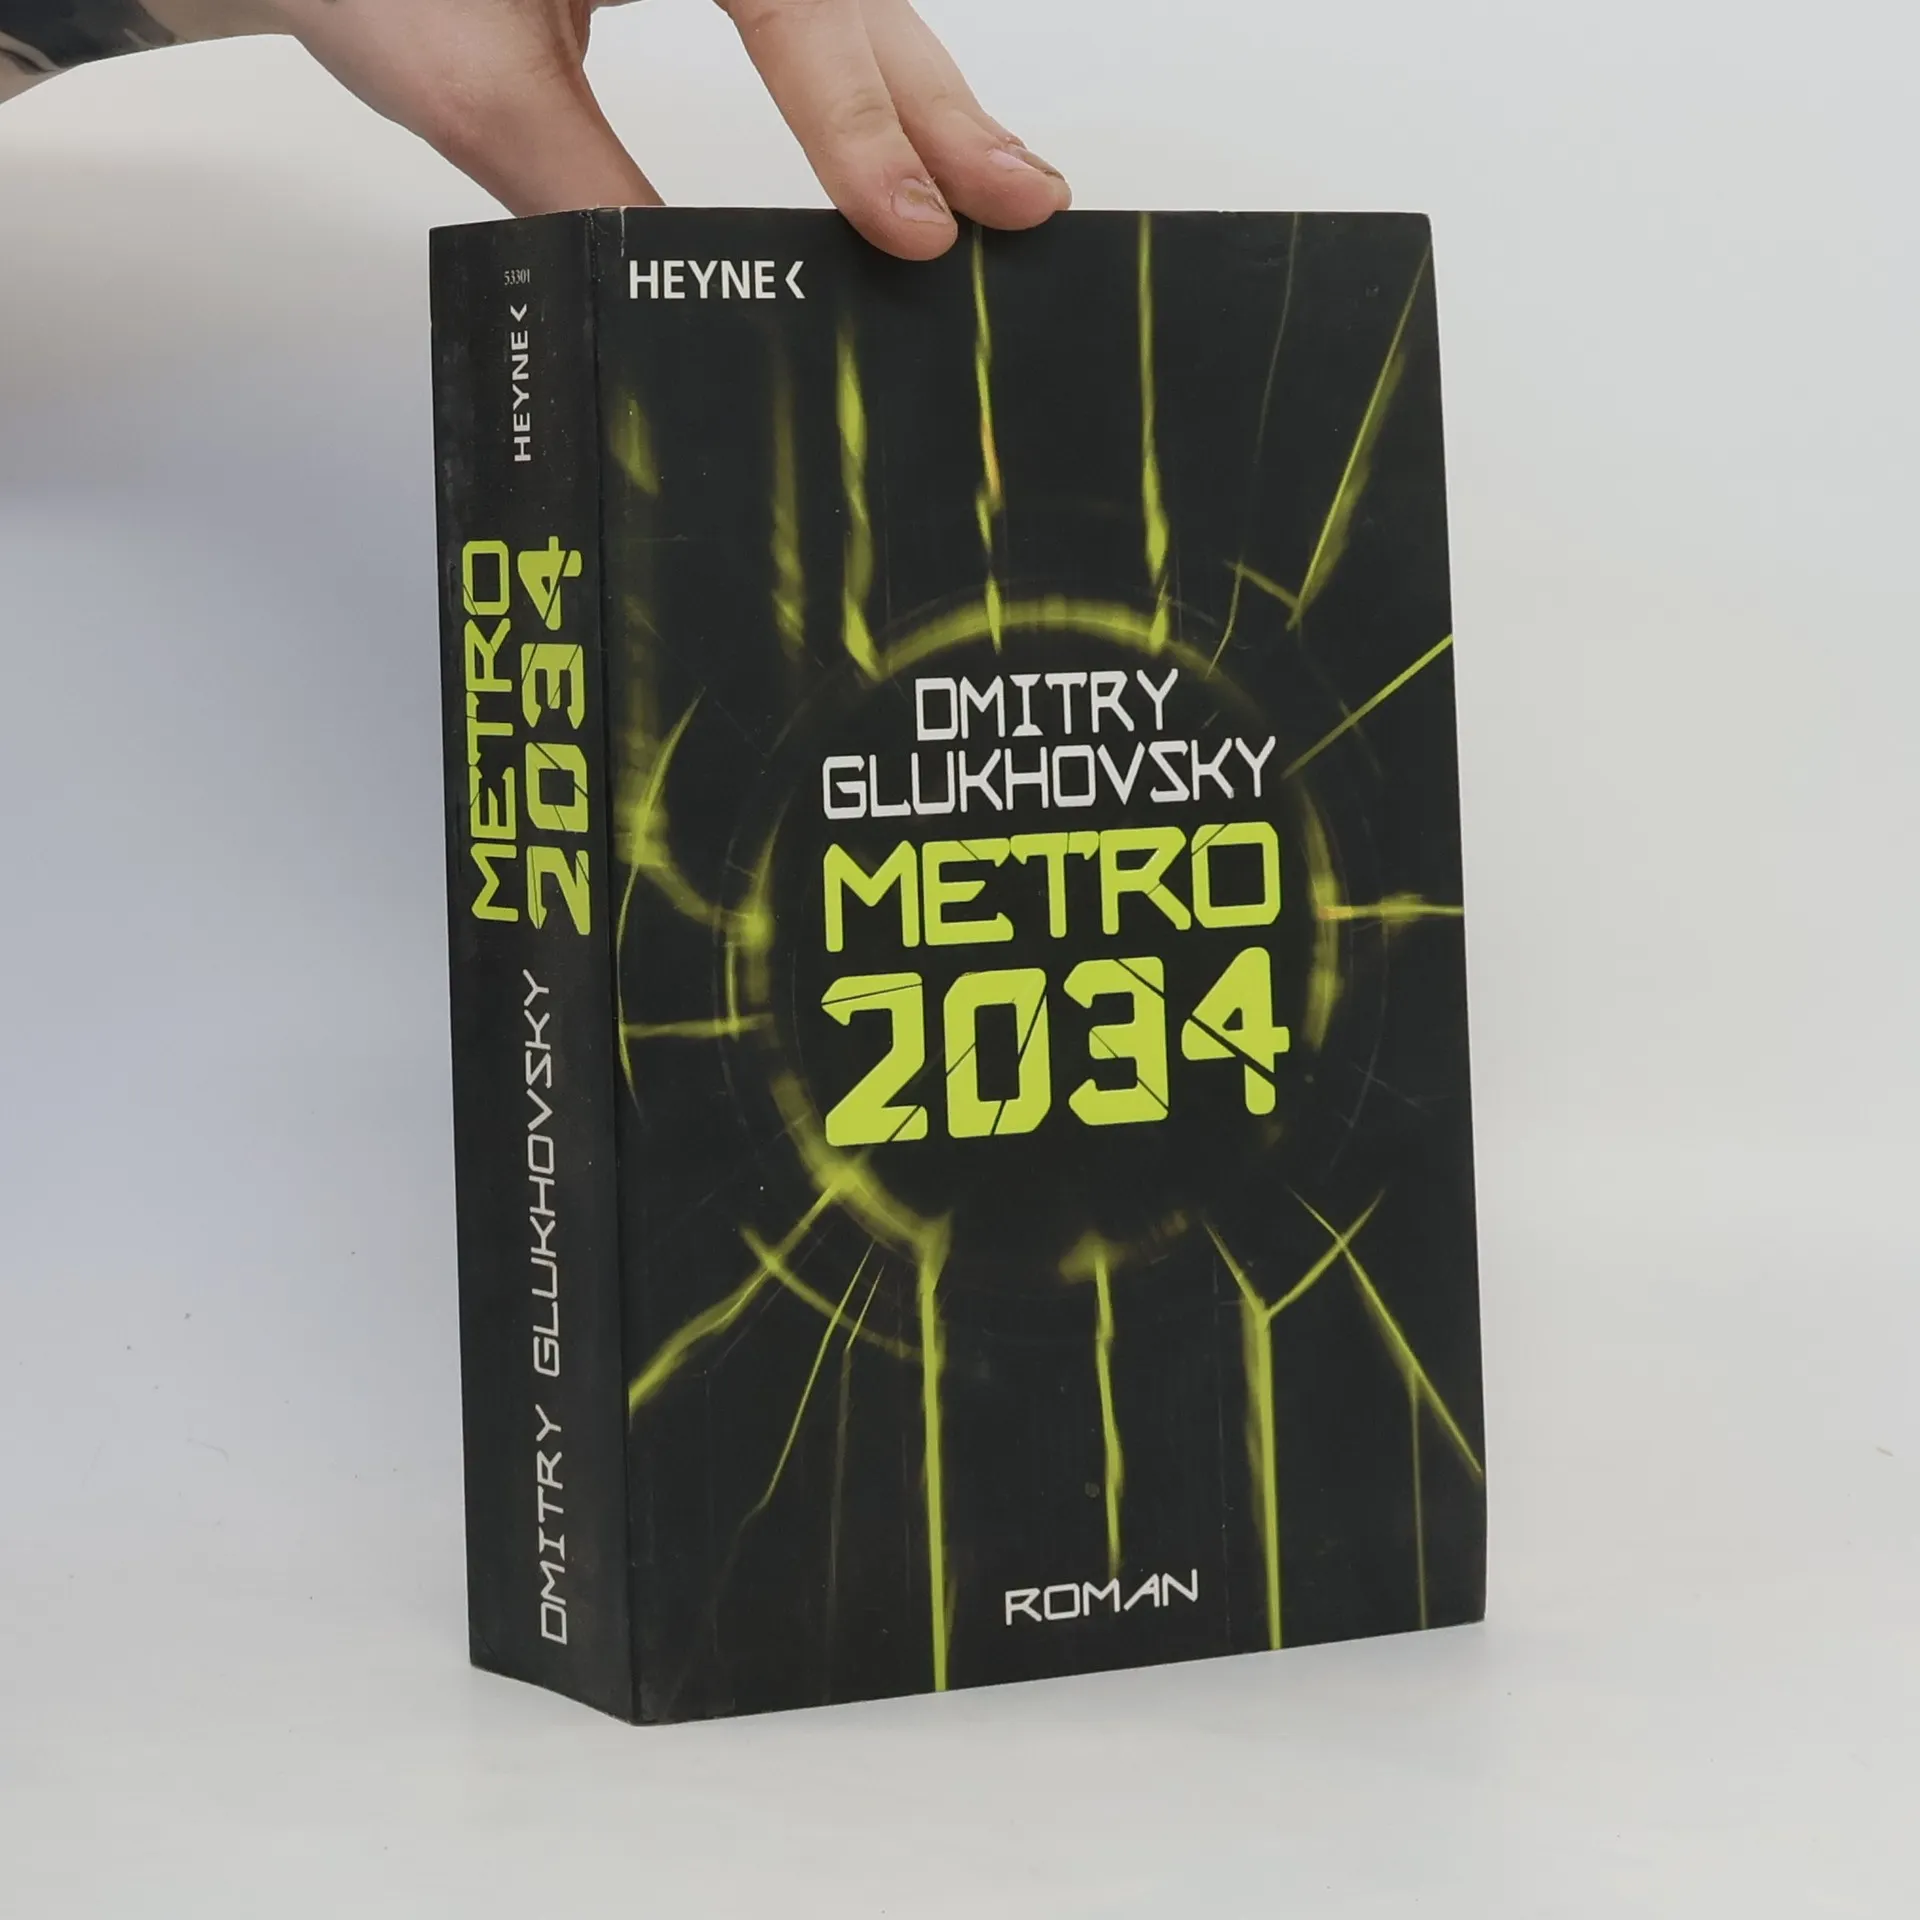 53301
HEYNE<
METRO
2034
DMITRY GLUKHOVSKY
HEYNE<
DMITRY
GLUKHOVSKY
METRO
2034
ROMAN